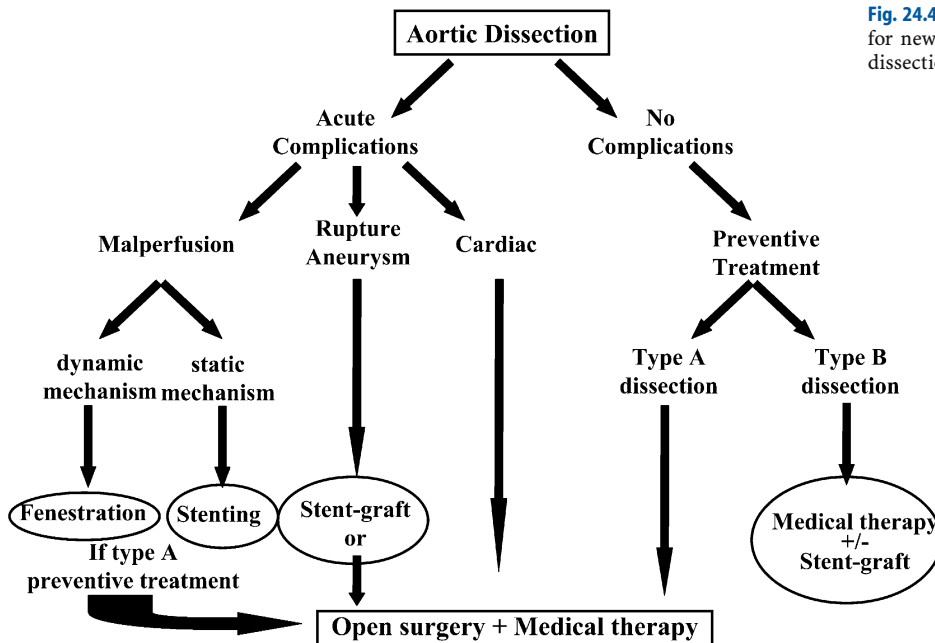 Aortic Dissection
Fig. 24.4
for new
dissectio
Acute
Complications
No
Complications
Malperfusion
Rupture
Aneurysm
Cardiac
Preventive
Treatment
dynamic
mechanism
static
mechanism
Type A
dissection
Type B
dissection
Fenestration
Stenting
Stent-graft
or
Medical therapy
+/-
Stent-graft
If type A
preventive treatment
Open surgery + Medical therapy